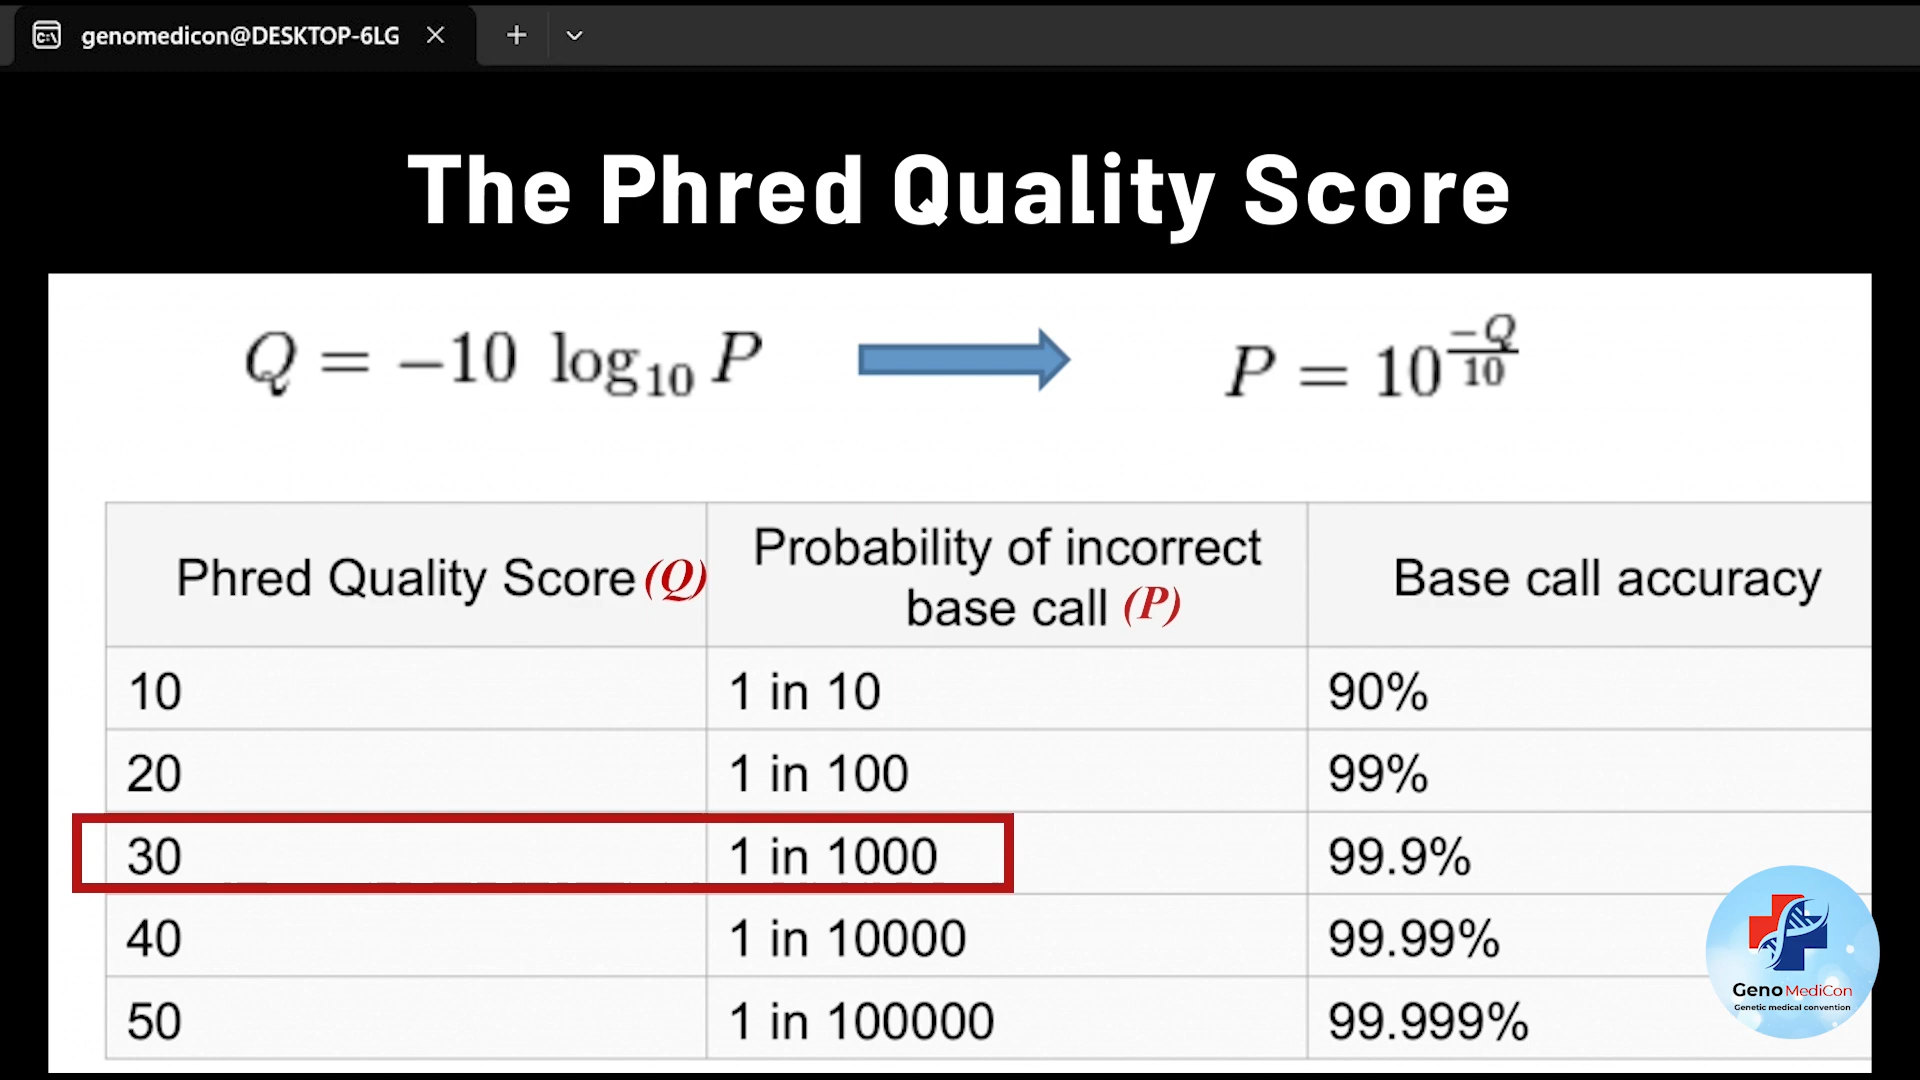 genomedicon@DESKTOP-6LG
The Phred Quality Score
Q = −10 log₁₀ P
P = 10^(−Q/10)
Phred Quality Score (Q)
Probability of incorrect
base call (P)
Base call accuracy
10 1 in 10 90%
20 1 in 100 99%
30 1 in 1000 99.9%
40 1 in 10000 99.99%
50 1 in 100000 99.999%
Geno MediCon
Genetic medical convention